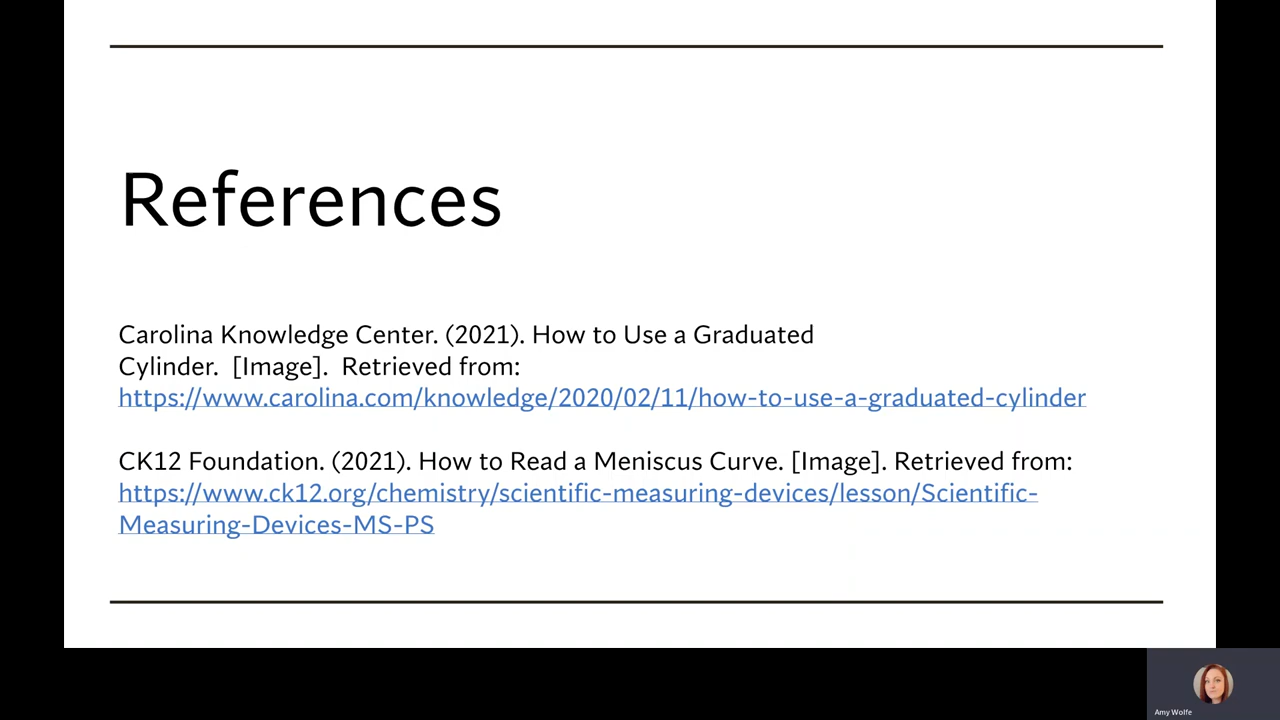 References
Carolina Knowledge Center. (2021). How to Use a Graduated
Cylinder.  [Image].  Retrieved from:
https://www.carolina.com/knowledge/2020/02/11/how-to-use-a-graduated-cylinder
CK12 Foundation. (2021). How to Read a Meniscus Curve. [Image]. Retrieved from:
https://www.ck12.org/chemistry/scientific-measuring-devices/lesson/Scientific-
Measuring-Devices-MS-PS
Amy Wolfe